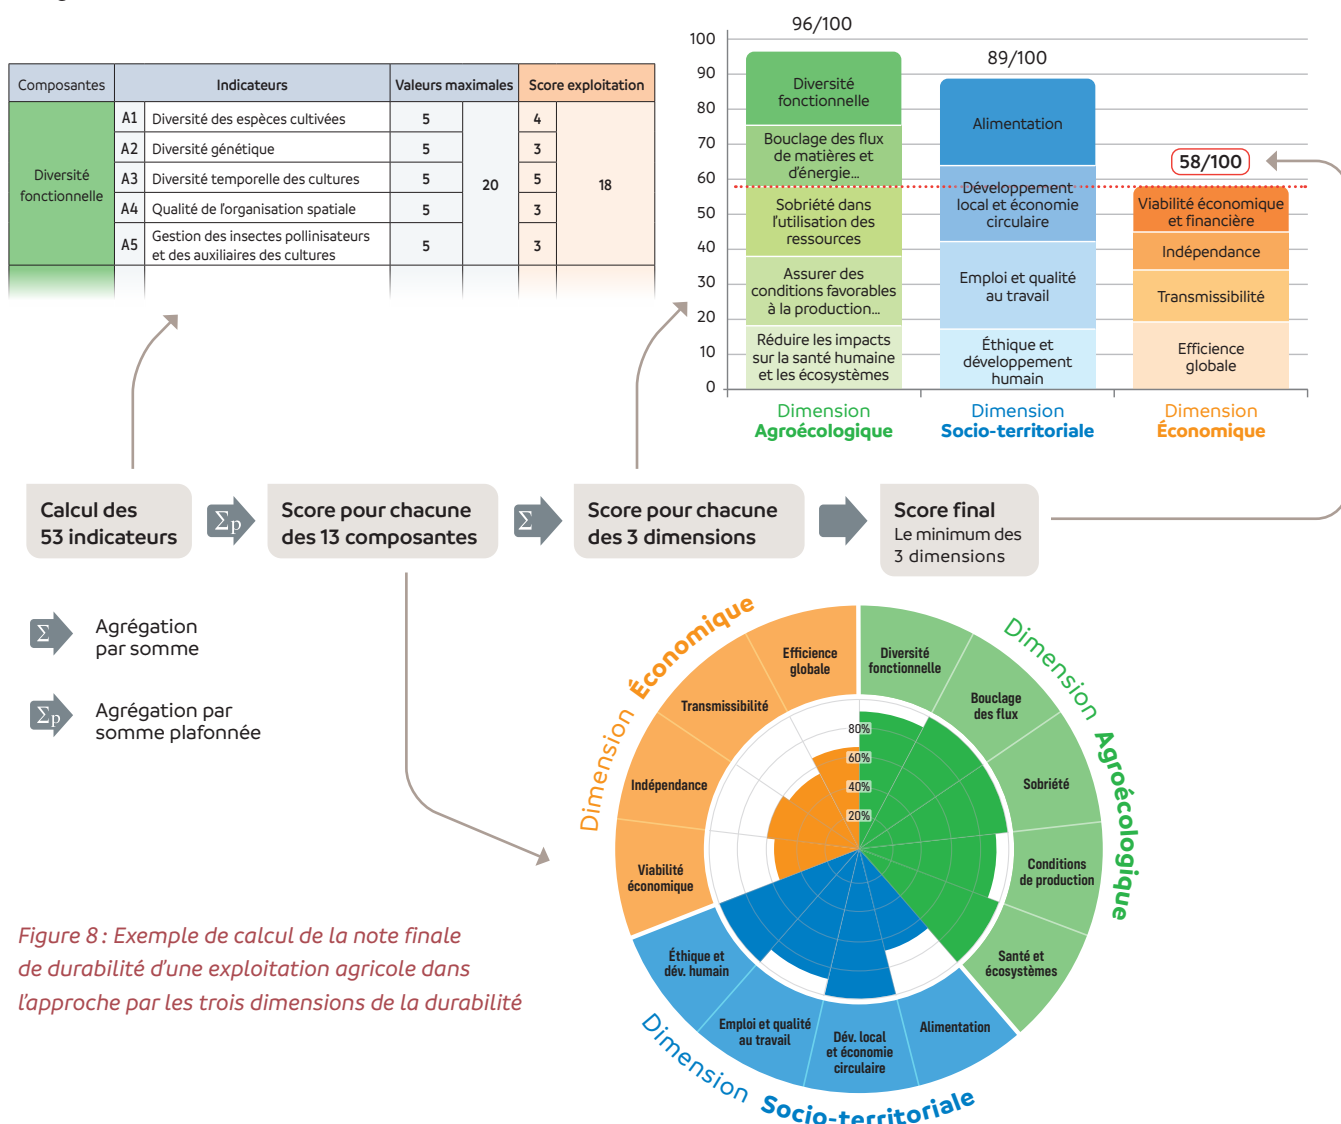 Composantes
Indicateurs
Valeurs maximales
Score exploitation
Diversité
fonctionnelle
A1 Diversité des espèces cultivées 5 4
A2 Diversité génétique 5 3
A3 Diversité temporelle des cultures 5 5
20
18
A4 Qualité de l'organisation spatiale 5 3
A5 Gestion des insectes pollinisateurs
et des auxiliaires des cultures 5 3
96/100
89/100
58/100
100
90
80
70
60
50
40
30
20
10
0
Diversité
fonctionnelle
Bouclage des flux
de matières et
d'énergie...
Sobriété dans
l'utilisation des
ressources
Assurer des
conditions favorables
à la production...
Réduire les impacts
sur la santé humaine
et les écosystèmes
Alimentation
Développement
local et économie
circulaire
Emploi et qualité
au travail
Éthique et
développement
humain
Viabilité économique
et financière
Indépendance
Transmissibilité
Efficience
globale
Dimension
Agroécologique
Dimension
Socio-territoriale
Dimension
Économique
Calcul des
53 indicateurs
Σp
Score pour chacune
des 13 composantes
Σ
Score pour chacune
des 3 dimensions
Score final
Le minimum des
3 dimensions
Σ
Agrégation
par somme
Σp
Agrégation par
somme plafonnée
Dimension Économique
Dimension Agroécologique
Dimension Socio-territoriale
Efficience
globale
Diversité
fonctionnelle
Bouclage
des flux
Sobriété
Conditions
de production
Santé et
écosystèmes
Alimentation
Dév. local
et économie
circulaire
Emploi et qualité
au travail
Éthique et
dév. humain
Viabilité
économique
Indépendance
Transmissibilité
80%
60%
40%
20%
Figure 8 : Exemple de calcul de la note finale
de durabilité d'une exploitation agricole dans
l'approche par les trois dimensions de la durabilité